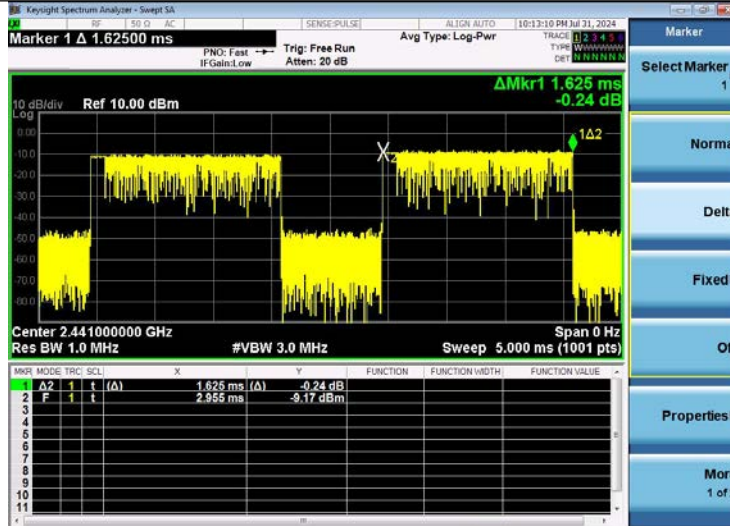 Keysight Spectrum Analyzer - Swept SA
RF 50 Ω AC SENSE:PULSE ALIGN AUTO 10:13:10 PM Jul 31, 2024
Marker 1 Δ 1.62500 ms
PNO: Fast
IFGain:Low
Trig: Free Run
Atten: 20 dB
Avg Type: Log-Pwr
TRACE 1 2 3 4 5 6
TYPE W
DET N N N N N N
Marker
Select Marker
1
Norma
Delt
Fixed
Of
Properties
Mor
1 of
ΔMkr1 1.625 ms
-0.24 dB
10 dB/div Ref 10.00 dBm
Log
0.00
-10.0
-20.0
-30.0
-40.0
-50.0
-60.0
-70.0
-80.0
X2
1Δ2
Center 2.441000000 GHz Span 0 Hz
Res BW 1.0 MHz #VBW 3.0 MHz Sweep 5.000 ms (1001 pts)
MKR MODE TRC SCL X Y FUNCTION FUNCTION WIDTH FUNCTION VALUE
1 Δ2 1 t (Δ) 1.625 ms (Δ) -0.24 dB
2 F 1 t 2.955 ms -9.17 dBm
3
4
5
6
7
8
9
10
11